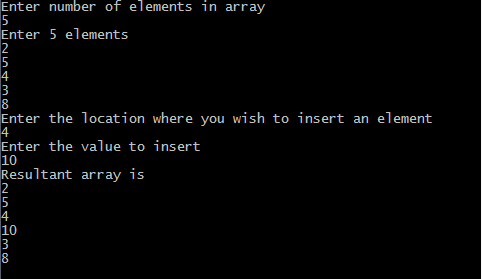 Enter number of elements in array
5
Enter 5 elements
2
5
4
3
8
Enter the location where you wish to insert an element
4
Enter the value to insert
10
Resultant array is
2
5
4
10
3
8